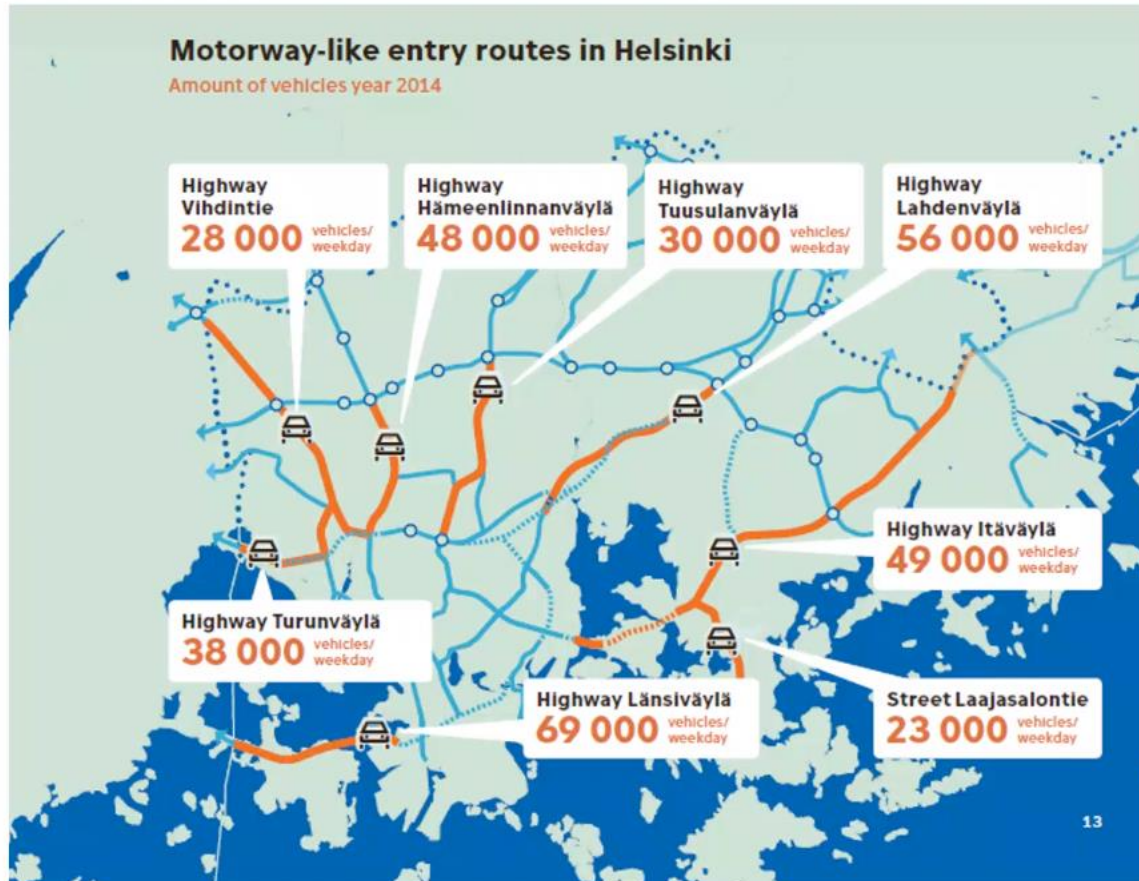 Motorway-like entry routes in Helsinki
Amount of vehicles year 2014
Highway
Vihdintie
28 000 vehicles/
weekday
Highway
Hämeenlinnanväylä
48 000 vehicles/
weekday
Highway
Tuusulanväylä
30 000 vehicles/
weekday
Highway
Lahdenväylä
56 000 vehicles/
weekday
Highway Itäväylä
49 000 vehicles/
weekday
Highway Turunväylä
38 000 vehicles/
weekday
Highway Länsiväylä
69 000 vehicles/
weekday
Street Laajasalontie
23 000 vehicles/
weekday
13